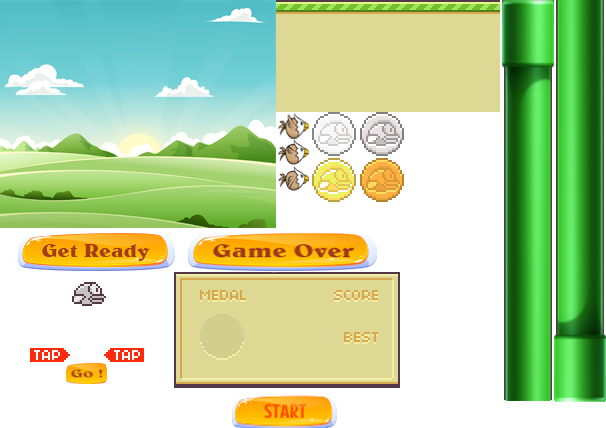 Get Ready
Game Over
MEDAL SCORE
BEST
TAP TAP
Go !
START